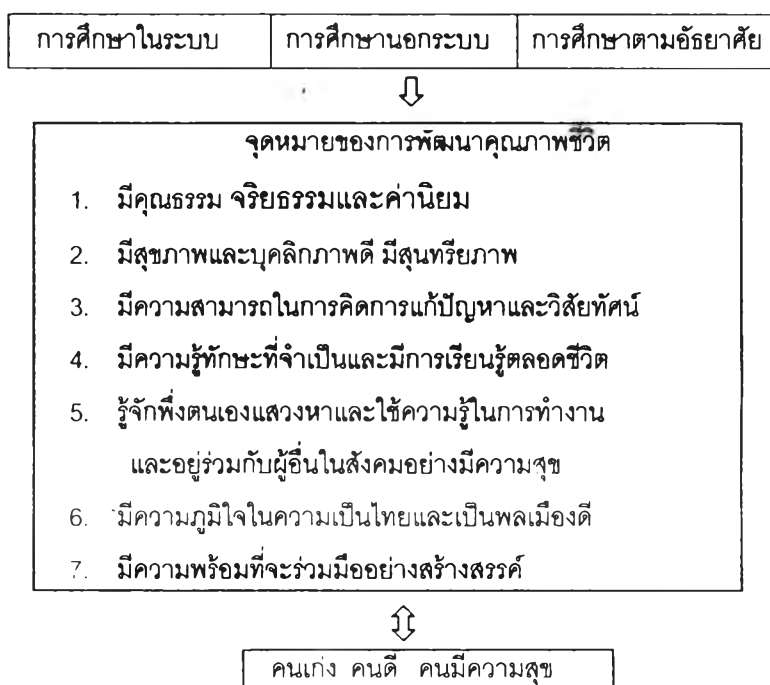 การศึกษาในระบบ การศึกษานอกระบบ การศึกษาตามอัธยาศัย
จุดหมายของการพัฒนาคุณภาพชีวิต
1. มีคุณธรรม จริยธรรมและค่านิยม
2. มีสุขภาพและบุคลิกภาพดี มีสุนทรียภาพ
3. มีความสามารถในการคิดการแก้ปัญหาและวิสัยทัศน์
4. มีความรู้ทักษะที่จำเป็นและมีการเรียนรู้ตลอดชีวิต
5. รู้จักพึ่งตนเองแสวงหาและใช้ความรู้ในการทำงาน
และอยู่ร่วมกับผู้อื่นในสังคมอย่างมีความสุข
6. มีความภูมิใจในความเป็นไทยและเป็นพลเมืองดี
7. มีความพร้อมที่จะร่วมมืออย่างสร้างสรรค์
คนเก่ง คนดี คนมีความสุข